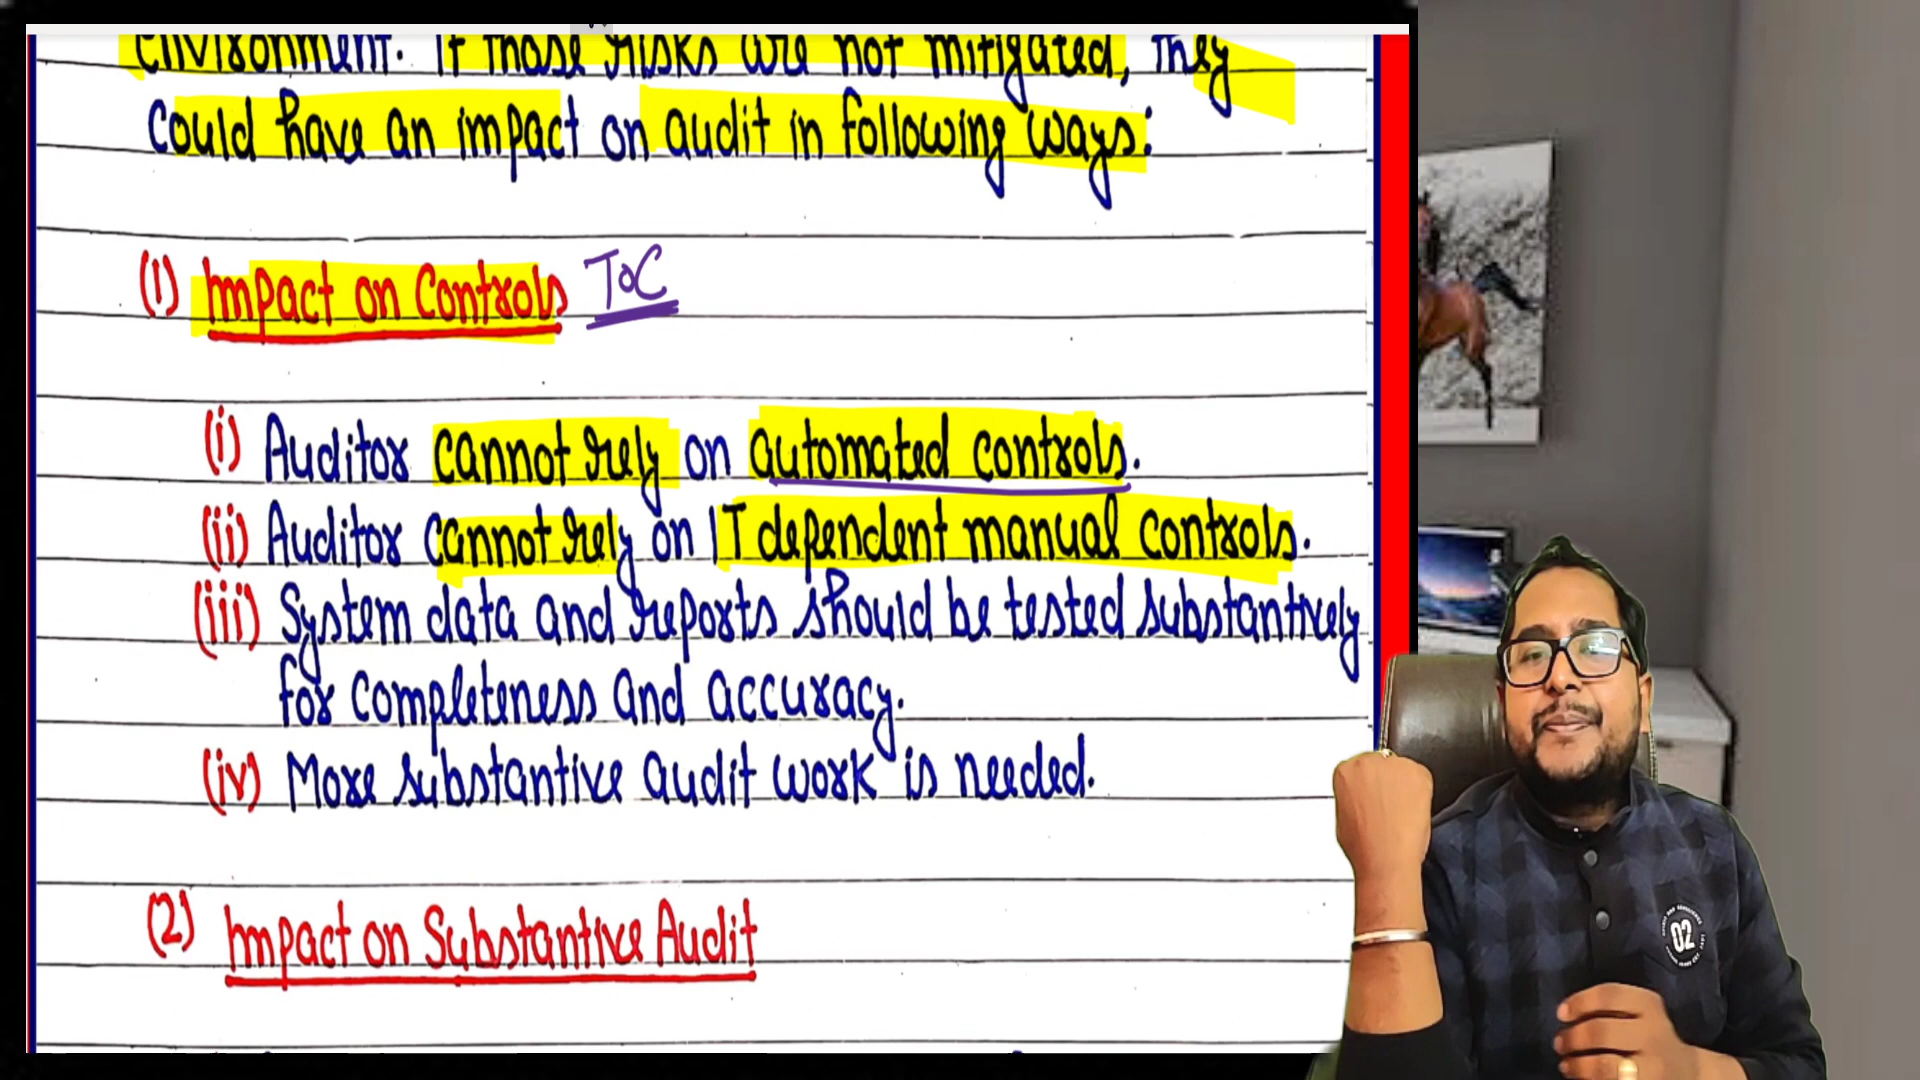 environment. If those risks are not mitigated, they
could have an impact on audit in following ways:
(1) Impact on Controls ToC
(i) Auditor cannot rely on automated controls.
(ii) Auditor cannot rely on IT dependent manual controls.
(iii) System data and reports should be tested substantively
for completeness and accuracy.
(iv) More substantive audit work is needed.
(2) Impact on Substantive Audit
02